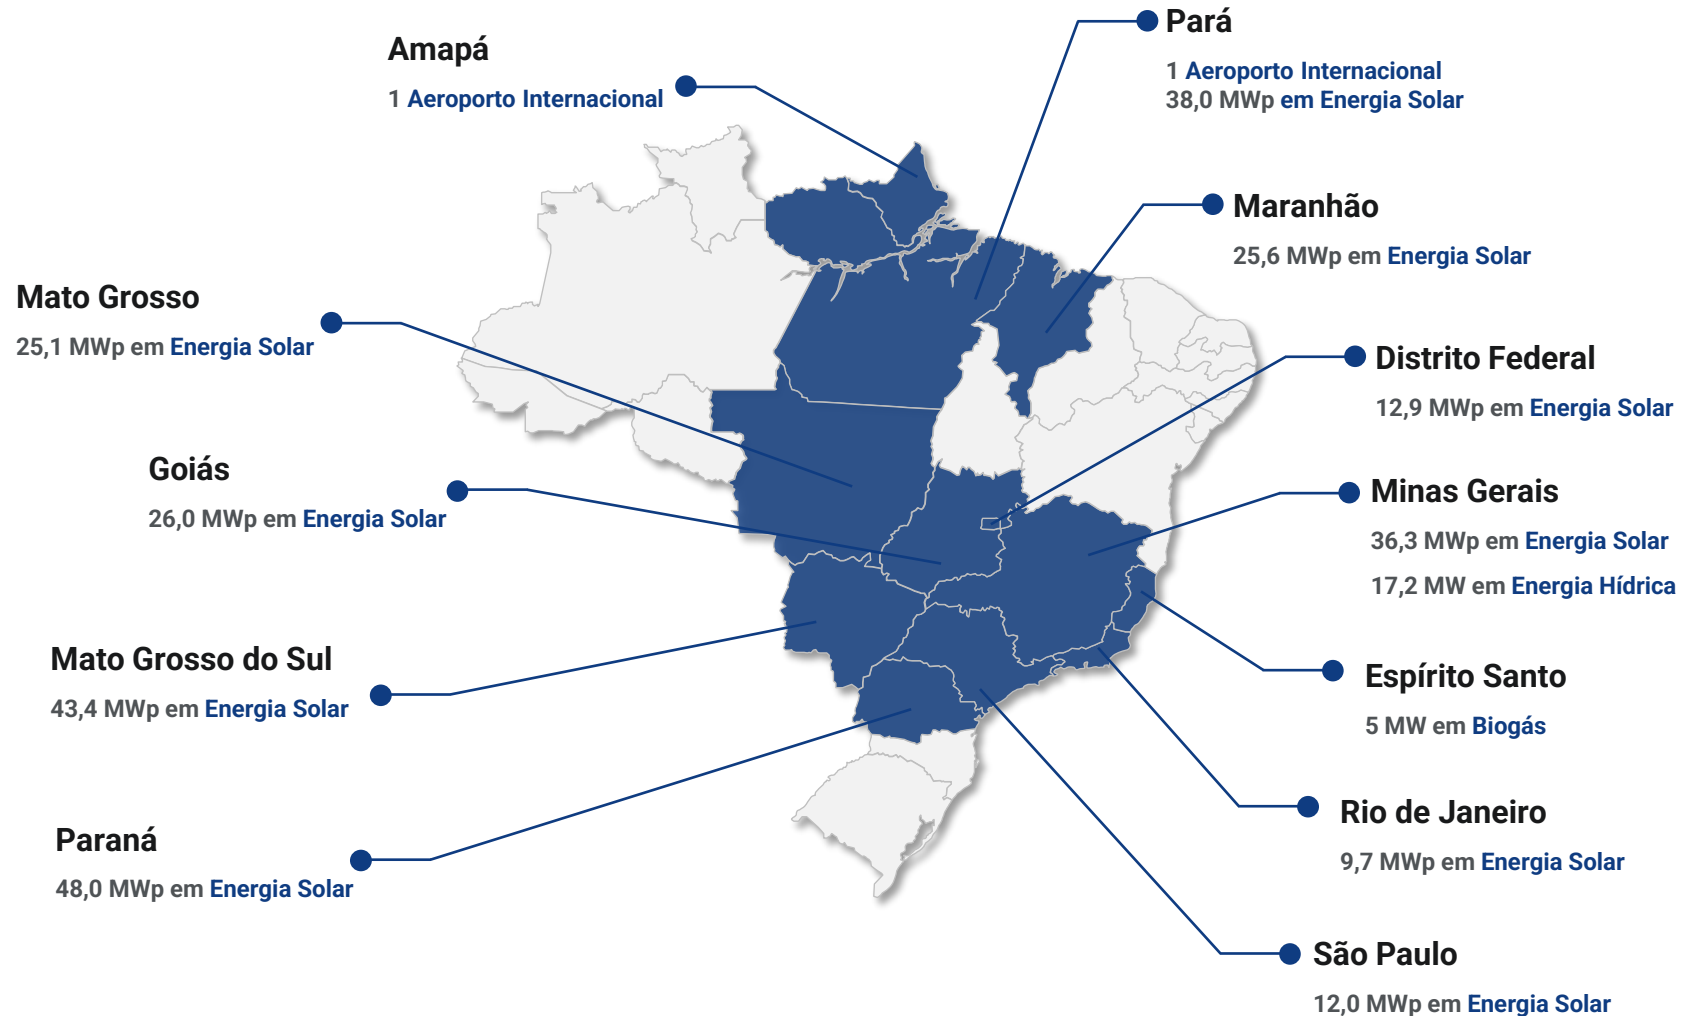 Amapá
1 Aeroporto Internacional
Pará
1 Aeroporto Internacional
38,0 MWp em Energia Solar
Maranhão
25,6 MWp em Energia Solar
Mato Grosso
25,1 MWp em Energia Solar
Distrito Federal
12,9 MWp em Energia Solar
Goiás
26,0 MWp em Energia Solar
Minas Gerais
36,3 MWp em Energia Solar
17,2 MW em Energia Hídrica
Mato Grosso do Sul
43,4 MWp em Energia Solar
Espírito Santo
5 MW em Biogás
Paraná
48,0 MWp em Energia Solar
Rio de Janeiro
9,7 MWp em Energia Solar
São Paulo
12,0 MWp em Energia Solar